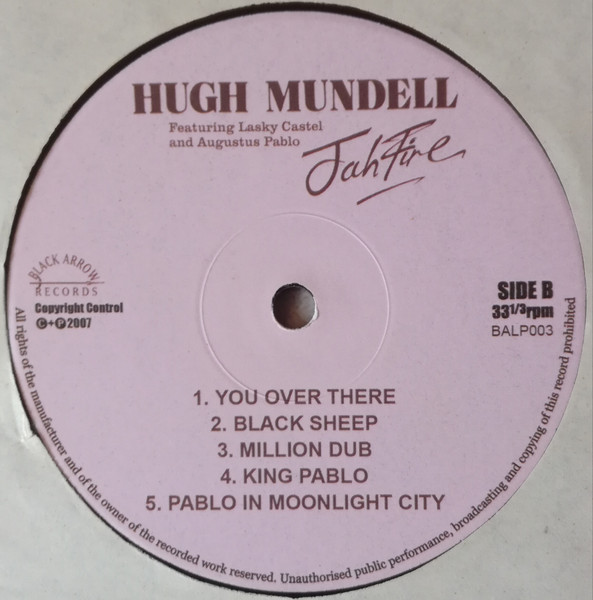 HUGH MUNDELL
Featuring Lasky Castel
and Augustus Pablo
Jah Fire
BLACK ARROW
RECORDS
Copyright Control
©+℗2007
SIDE B
33 1/3rpm
BALP003
1. YOU OVER THERE
2. BLACK SHEEP
3. MILLION DUB
4. KING PABLO
5. PABLO IN MOONLIGHT CITY
All rights of the manufacturer and of the owner of the recorded work reserved. Unauthorised public performance, broadcasting and copying of this record prohibited